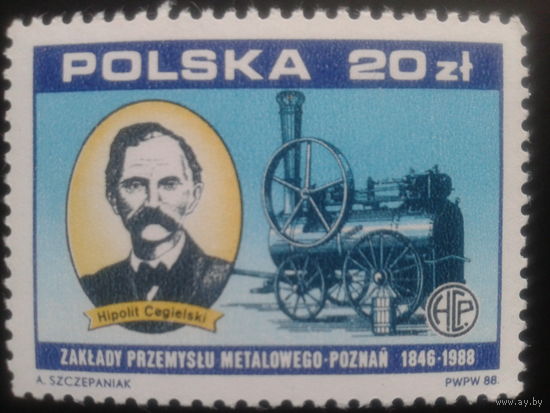 POLSKA 20 zł
Hipolit Cegielski
HCP
ZAKŁADY PRZEMYSŁU METALOWEGO·POZNAŃ 1846·1988
A. SZCZEPANIAK PWPW 88.
www.ay.by